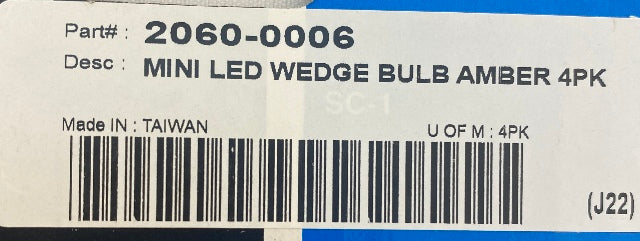 Part# : 2060-0006
Desc : MINI LED WEDGE BULB AMBER 4PK
SC-1
Made IN : TAIWAN U OF M : 4PK
(J22)